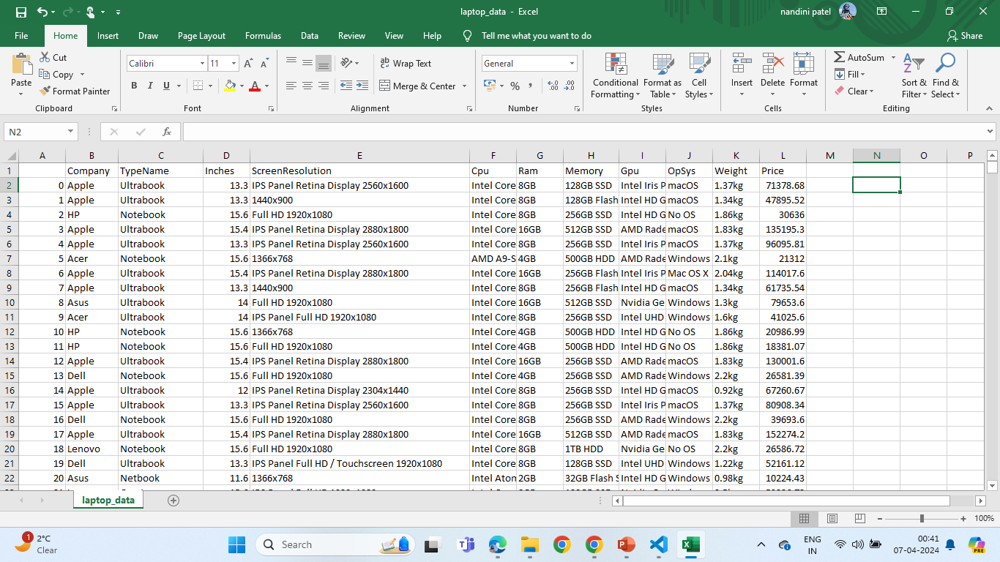 laptop_data - Excel nandini patel
File Home Insert Draw Page Layout Formulas Data Review View Help Tell me what you want to do Share
Cut
Copy
Format Painter
Paste
Clipboard
Calibri 11
B I U
Font
Wrap Text
Merge & Center
Alignment
General
Number
Conditional Formatting
Format as Table
Cell Styles
Styles
Insert Delete Format
Cells
AutoSum
Fill
Clear
Sort & Filter
Find & Select
Editing
N2 fx
A B C D E F G H I J K L M N O P
1 Company TypeName Inches ScreenResolution Cpu Ram Memory Gpu OpSys Weight Price
2 0 Apple Ultrabook 13.3 IPS Panel Retina Display 2560x1600 Intel Core 8GB 128GB SSD Intel Iris P macOS 1.37kg 71378.68
3 1 Apple Ultrabook 13.3 1440x900 Intel Core 8GB 128GB Flash Intel HD G macOS 1.34kg 47895.52
4 2 HP Notebook 15.6 Full HD 1920x1080 Intel Core 8GB 256GB SSD Intel HD G No OS 1.86kg 30636
5 3 Apple Ultrabook 15.4 IPS Panel Retina Display 2880x1800 Intel Core 16GB 512GB SSD AMD Rade macOS 1.83kg 135195.3
6 4 Apple Ultrabook 13.3 IPS Panel Retina Display 2560x1600 Intel Core 8GB 256GB SSD Intel Iris P macOS 1.37kg 96095.81
7 5 Acer Notebook 15.6 1366x768 AMD A9-S 4GB 500GB HDD AMD Rade Windows 2.1kg 21312
8 6 Apple Ultrabook 15.4 IPS Panel Retina Display 2880x1800 Intel Core 16GB 256GB Flash Intel Iris P Mac OS X 2.04kg 114017.6
9 7 Apple Ultrabook 13.3 1440x900 Intel Core 8GB 256GB Flash Intel HD G macOS 1.34kg 61735.54
10 8 Asus Ultrabook 14 Full HD 1920x1080 Intel Core 16GB 512GB SSD Nvidia Ge Windows 1.3kg 79653.6
11 9 Acer Ultrabook 14 IPS Panel Full HD 1920x1080 Intel Core 8GB 256GB SSD Intel UHD Windows 1.6kg 41025.6
12 10 HP Notebook 15.6 1366x768 Intel Core 4GB 500GB HDD Intel HD G No OS 1.86kg 20986.99
13 11 HP Notebook 15.6 Full HD 1920x1080 Intel Core 4GB 500GB HDD Intel HD G No OS 1.86kg 18381.07
14 12 Apple Ultrabook 15.4 IPS Panel Retina Display 2880x1800 Intel Core 16GB 256GB SSD AMD Rade macOS 1.83kg 130001.6
15 13 Dell Notebook 15.6 Full HD 1920x1080 Intel Core 4GB 256GB SSD AMD Rade Windows 2.2kg 26581.39
16 14 Apple Ultrabook 12 IPS Panel Retina Display 2304x1440 Intel Core 8GB 256GB SSD Intel HD G macOS 0.92kg 67260.67
17 15 Apple Ultrabook 13.3 IPS Panel Retina Display 2560x1600 Intel Core 8GB 256GB SSD Intel Iris P macOS 1.37kg 80908.34
18 16 Dell Notebook 15.6 Full HD 1920x1080 Intel Core 8GB 256GB SSD AMD Rade Windows 2.2kg 39693.6
19 17 Apple Ultrabook 15.4 IPS Panel Retina Display 2880x1800 Intel Core 16GB 512GB SSD AMD Rade macOS 1.83kg 152274.2
20 18 Lenovo Notebook 15.6 Full HD 1920x1080 Intel Core 8GB 1TB HDD Nvidia Ge No OS 2.2kg 26586.72
21 19 Dell Ultrabook 13.3 IPS Panel Full HD / Touchscreen 1920x1080 Intel Core 8GB 128GB SSD Intel UHD Windows 1.22kg 52161.12
22 20 Asus Netbook 11.6 1366x768 Intel Atom 2GB 32GB Flash S Intel HD G Windows 0.98kg 10224.43
laptop_data
100%
1 2°C
Clear
Search
ENG
IN
00:41
07-04-2024
PRE